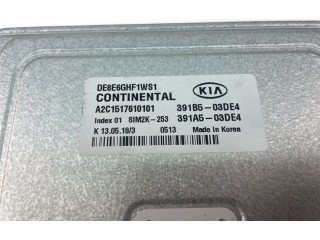 DE8E6GHF1WS1
CONTINENTAL KIA
A2C1517610101 391B5-03DE4
Index 01 SIM2K-253 391A5-03DE4
K 13.05.18/3 0513 Made in Korea